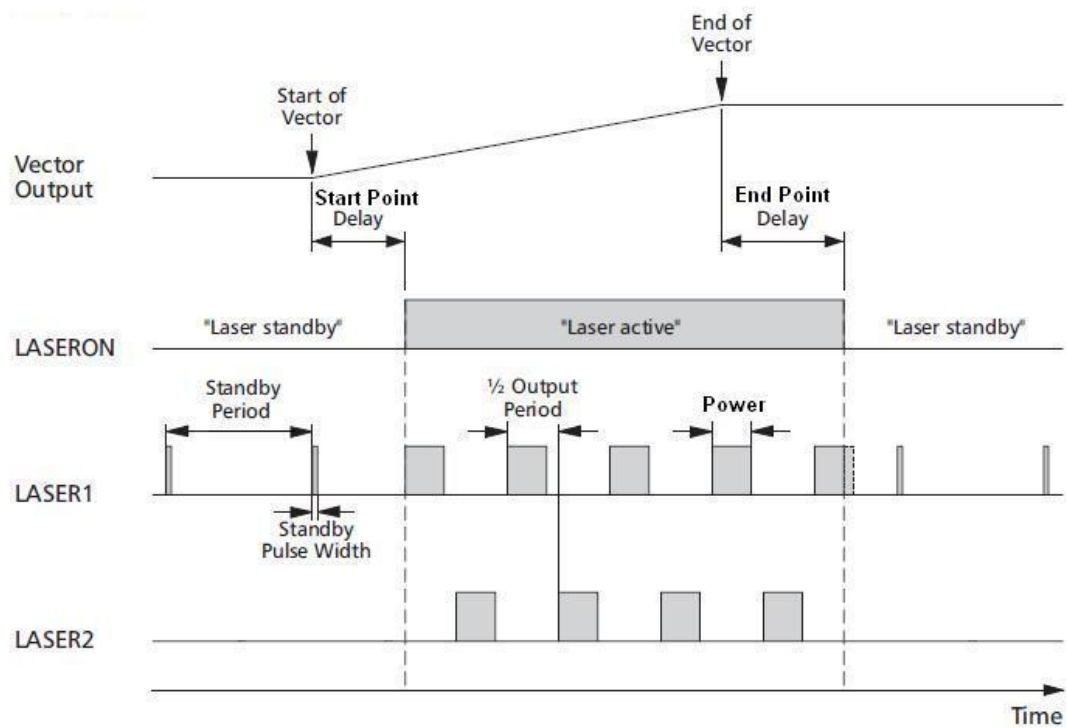 End of
Vector
Start of
Vector
Vector
Output
Start Point
Delay
End Point
Delay
"Laser standby"
"Laser active"
"Laser standby"
LASERON
Standby
Period
½ Output
Period
Power
LASER1
Standby
Pulse Width
LASER2
Time